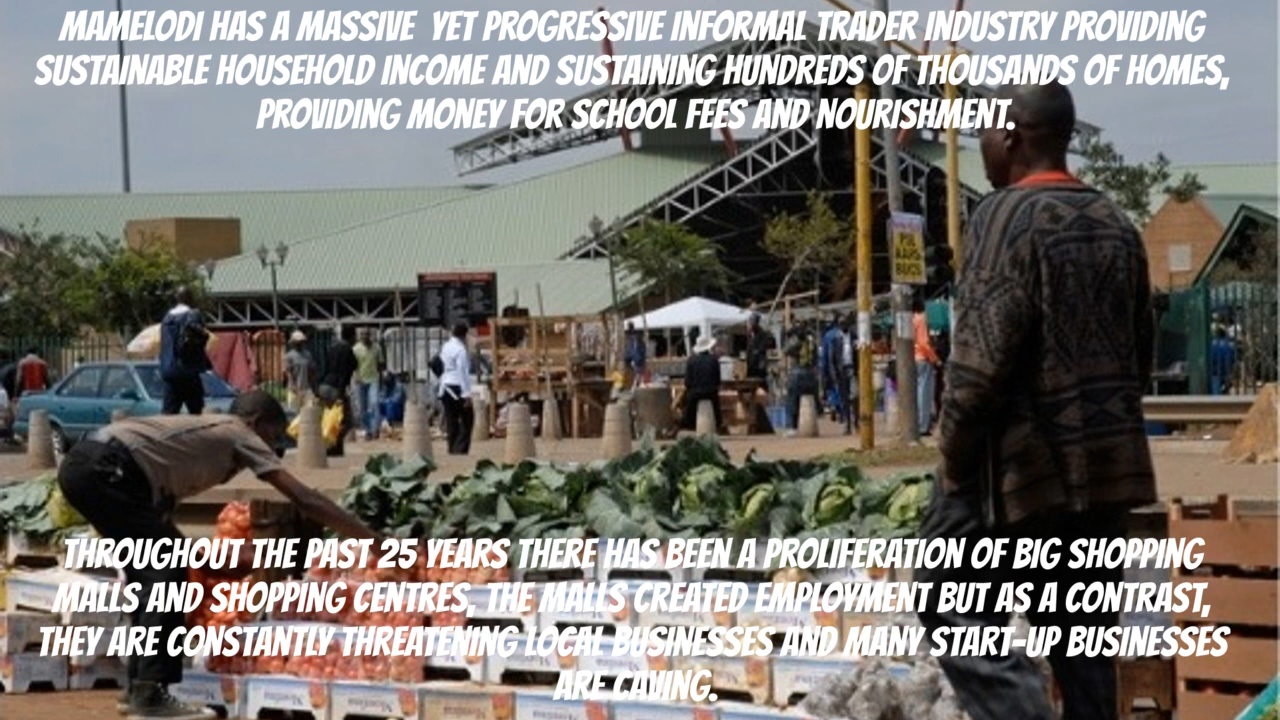 MAMELODI HAS A MASSIVE YET PROGRESSIVE INFORMAL TRADER INDUSTRY PROVIDING
SUSTAINABLE HOUSEHOLD INCOME AND SUSTAINING HUNDREDS OF THOUSANDS OF HOMES,
PROVIDING MONEY FOR SCHOOL FEES AND NOURISHMENT.
THROUGHOUT THE PAST 25 YEARS THERE HAS BEEN A PROLIFERATION OF BIG SHOPPING
MALLS AND SHOPPING CENTRES, THE MALLS CREATED EMPLOYMENT BUT AS A CONTRAST,
THEY ARE CONSTANTLY THREATENING LOCAL BUSINESSES AND MANY START-UP BUSINESSES
ARE CAVING.